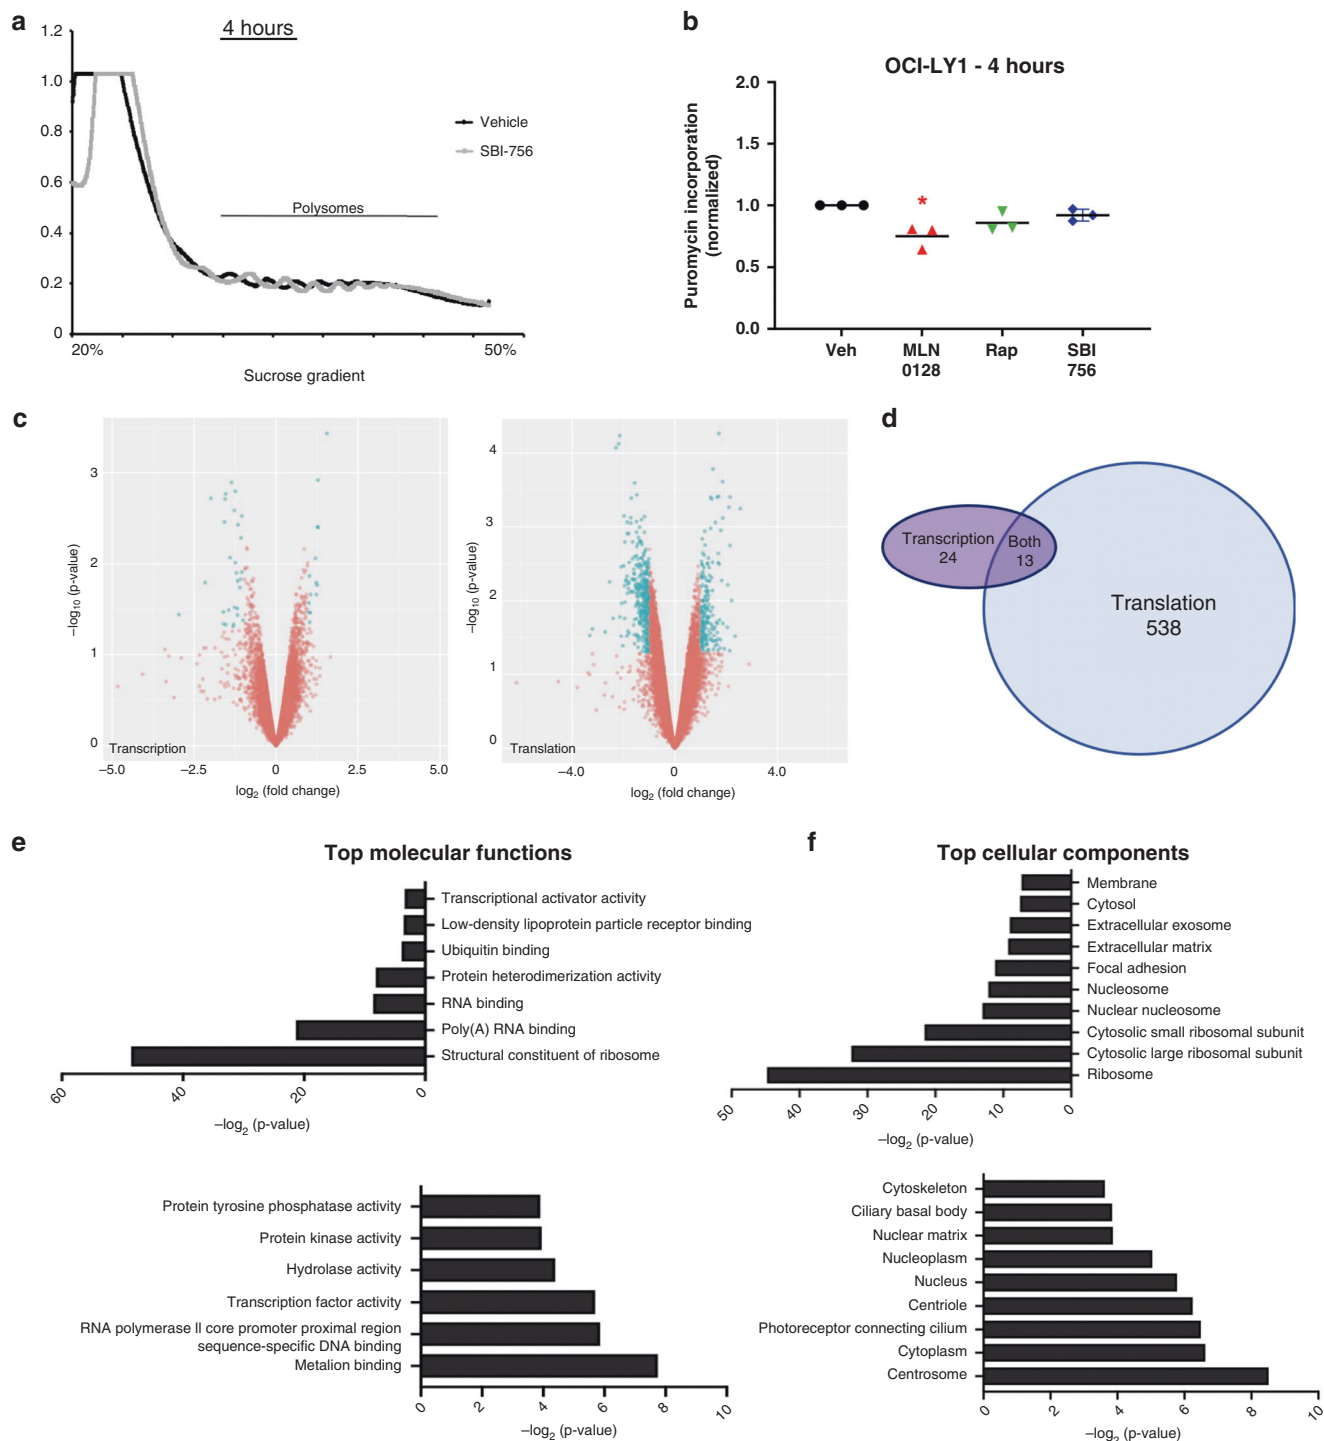 a
4 hours
1.2
1.0
0.8
0.6
0.4
0.2
0
Vehicle
SBI-756
Polysomes
20%
50%
Sucrose gradient
b
OCI-LY1 - 4 hours
Puromycin incorporation
(normalized)
2.0
1.5
1.0
0.5
0.0
*
Veh
MLN
0128
Rap
SBI
756
c
−log10 (p-value)
3
2
1
0
Transcription
−5.0
−2.5
0
2.5
5.0
log2 (fold change)
−log10 (p-value)
4
3
2
1
0
Translation
−4.0
0
4.0
log2 (fold change)
d
Transcription
24
Both
13
Translation
538
e
Top molecular functions
Transcriptional activator activity
Low-density lipoprotein particle receptor binding
Ubiquitin binding
Protein heterodimerization activity
RNA binding
Poly(A) RNA binding
Structural constituent of ribosome
60
40
20
0
−log2 (p-value)
Protein tyrosine phosphatase activity
Protein kinase activity
Hydrolase activity
Transcription factor activity
RNA polymerase II core promoter proximal region
sequence-specific DNA binding
Metalion binding
0
2
4
6
8
10
−log2 (p-value)
f
Top cellular components
Membrane
Cytosol
Extracellular exosome
Extracellular matrix
Focal adhesion
Nucleosome
Nuclear nucleosome
Cytosolic small ribosomal subunit
Cytosolic large ribosomal subunit
Ribosome
50
40
30
20
10
0
−log2 (p-value)
Cytoskeleton
Ciliary basal body
Nuclear matrix
Nucleoplasm
Nucleus
Centriole
Photoreceptor connecting cilium
Cytoplasm
Centrosome
0
2
4
6
8
10
−log2 (p-value)